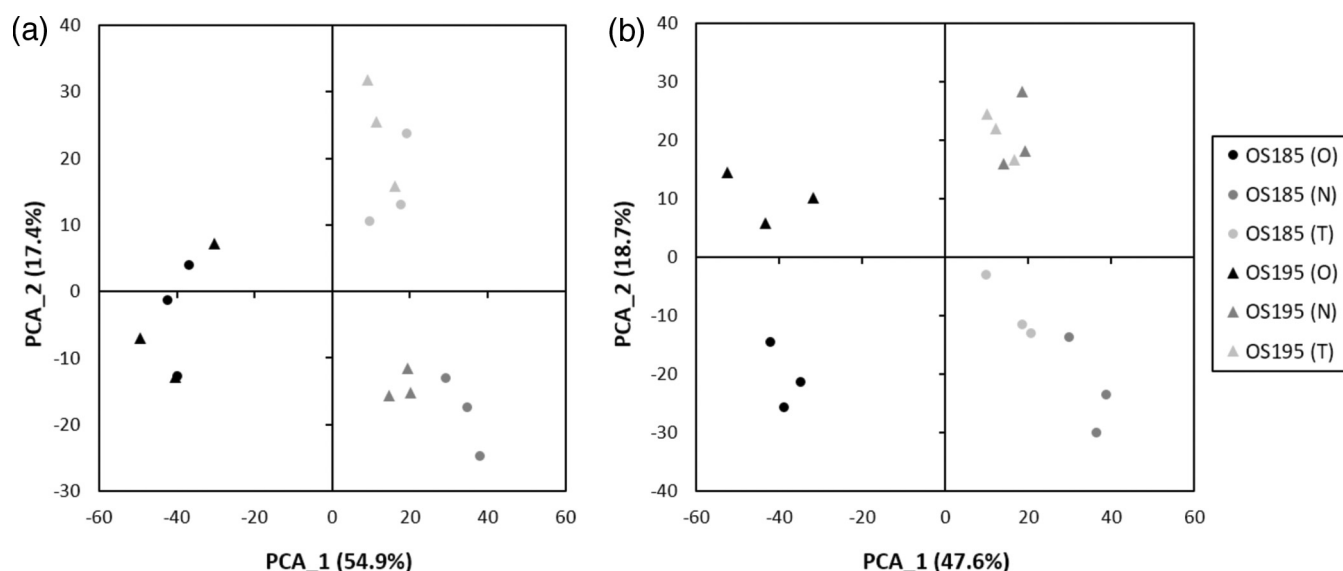 (a)
40
30
20
10
0
-10
-20
-30
-60
-40
-20
0
20
40
60
PCA_2 (17.4%)
PCA_1 (54.9%)
(b)
40
30
20
10
0
-10
-20
-30
-40
-60
-40
-20
0
20
40
60
PCA_2 (18.7%)
PCA_1 (47.6%)
OS185 (O)
OS185 (N)
OS185 (T)
OS195 (O)
OS195 (N)
OS195 (T)